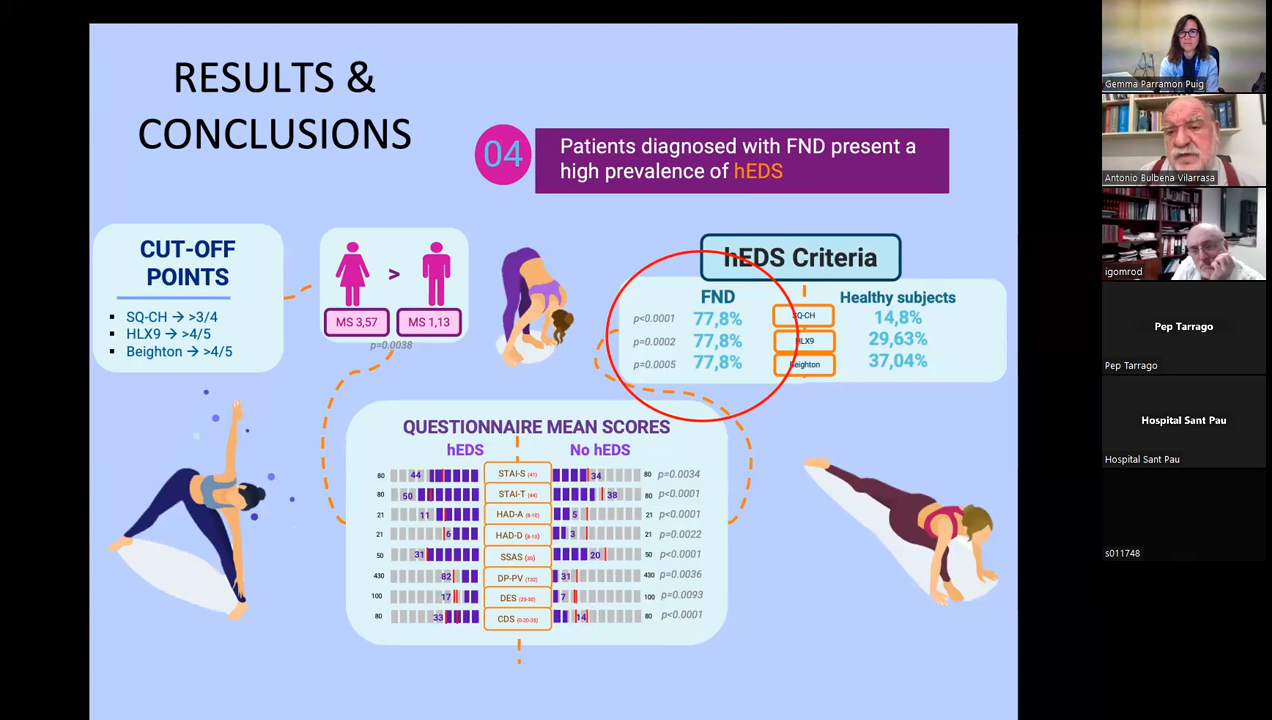 RESULTS &
CONCLUSIONS
04
Patients diagnosed with FND present a
high prevalence of hEDS
CUT-OFF
POINTS
▪ SQ-CH → >3/4
▪ HLX9 → >4/5
▪ Beighton → >4/5
>
MS 3,57
MS 1,13
p=0.0038
hEDS Criteria
FND
Healthy subjects
p<0.0001 77,8% SQ-CH 14,8%
p=0.0002 77,8% HLX9 29,63%
p=0.0005 77,8% Beighton 37,04%
QUESTIONNAIRE MEAN SCORES
hEDS No hEDS
80 44 STAI-S (41) 34 80 p=0.0034
80 50 STAI-T (44) 38 80 p<0.0001
21 11 HAD-A (8-10) 5 21 p<0.0001
21 6 HAD-D (8-10) 3 21 p=0.0022
50 31 SSAS (30) 20 50 p<0.0001
430 82 DP-PV (132) 31 430 p=0.0036
100 17 DES (25-30) 7 100 p=0.0093
80 33 CDS (0-20-55) 14 80 p<0.0001
Gemma Parramon Puig
Antonio Bulbena Vilarrasa
igomrod
Pep Tarrago
Pep Tarrago
Hospital Sant Pau
Hospital Sant Pau
s011748